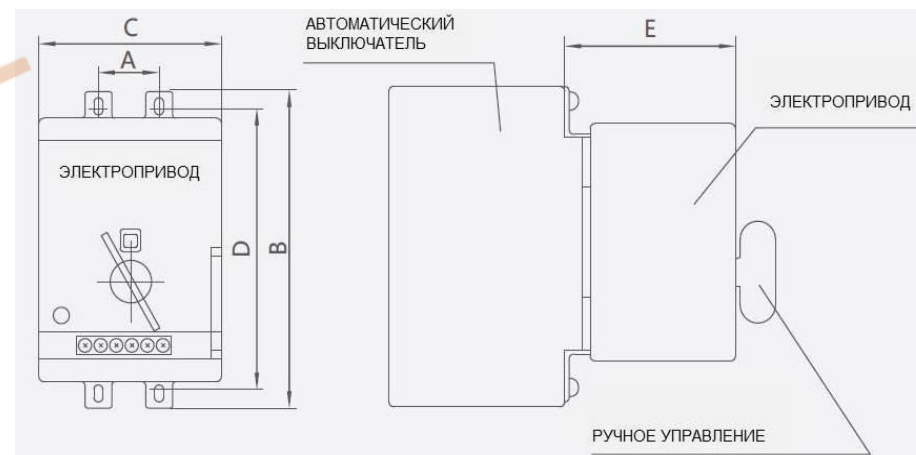 C
A
ЭЛЕКТРОПРИВОД
D
B
АВТОМАТИЧЕСКИЙ
ВЫКЛЮЧАТЕЛЬ
E
ЭЛЕКТРОПРИВОД
РУЧНОЕ УПРАВЛЕНИЕ